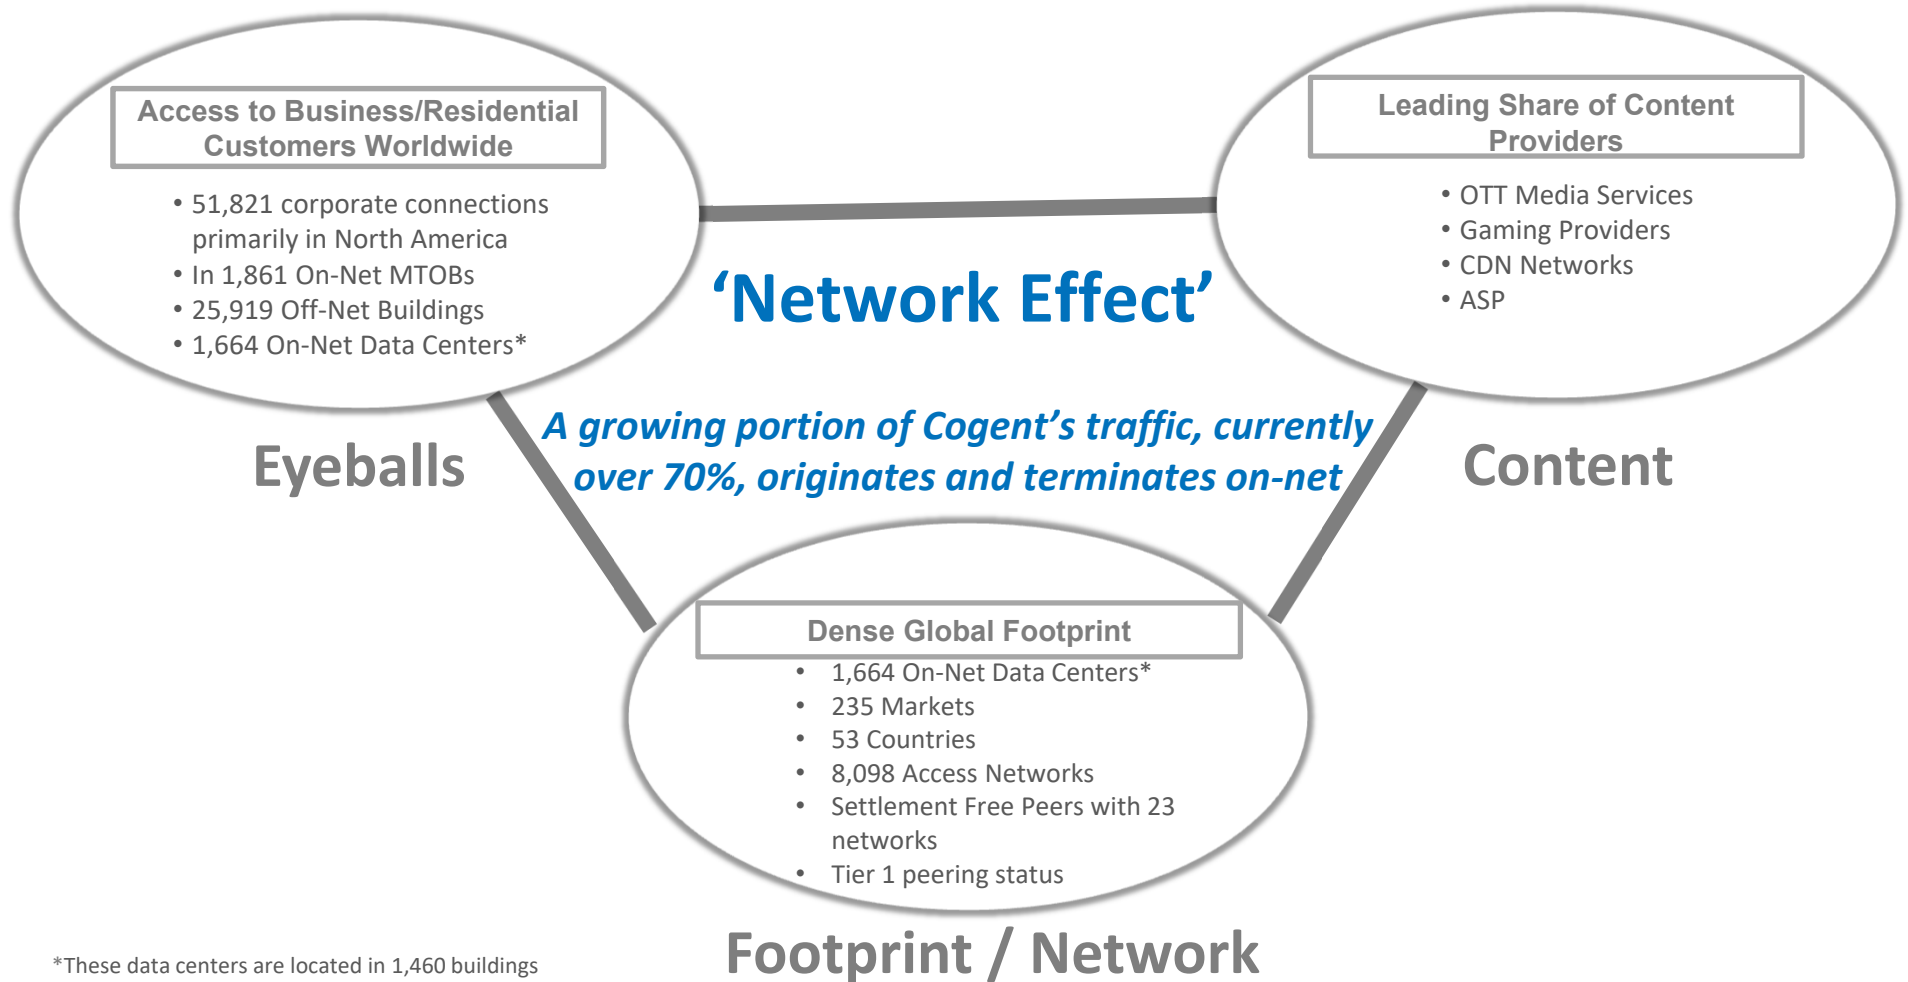 Access to Business/Residential
Customers Worldwide
• 51,821 corporate connections
primarily in North America
• In 1,861 On-Net MTOBs
• 25,919 Off-Net Buildings
• 1,664 On-Net Data Centers*
Eyeballs
Leading Share of Content
Providers
• OTT Media Services
• Gaming Providers
• CDN Networks
• ASP
Content
‘Network Effect’
A growing portion of Cogent’s traffic, currently
over 70%, originates and terminates on-net
Dense Global Footprint
• 1,664 On-Net Data Centers*
• 235 Markets
• 53 Countries
• 8,098 Access Networks
• Settlement Free Peers with 23
networks
• Tier 1 peering status
Footprint / Network
*These data centers are located in 1,460 buildings